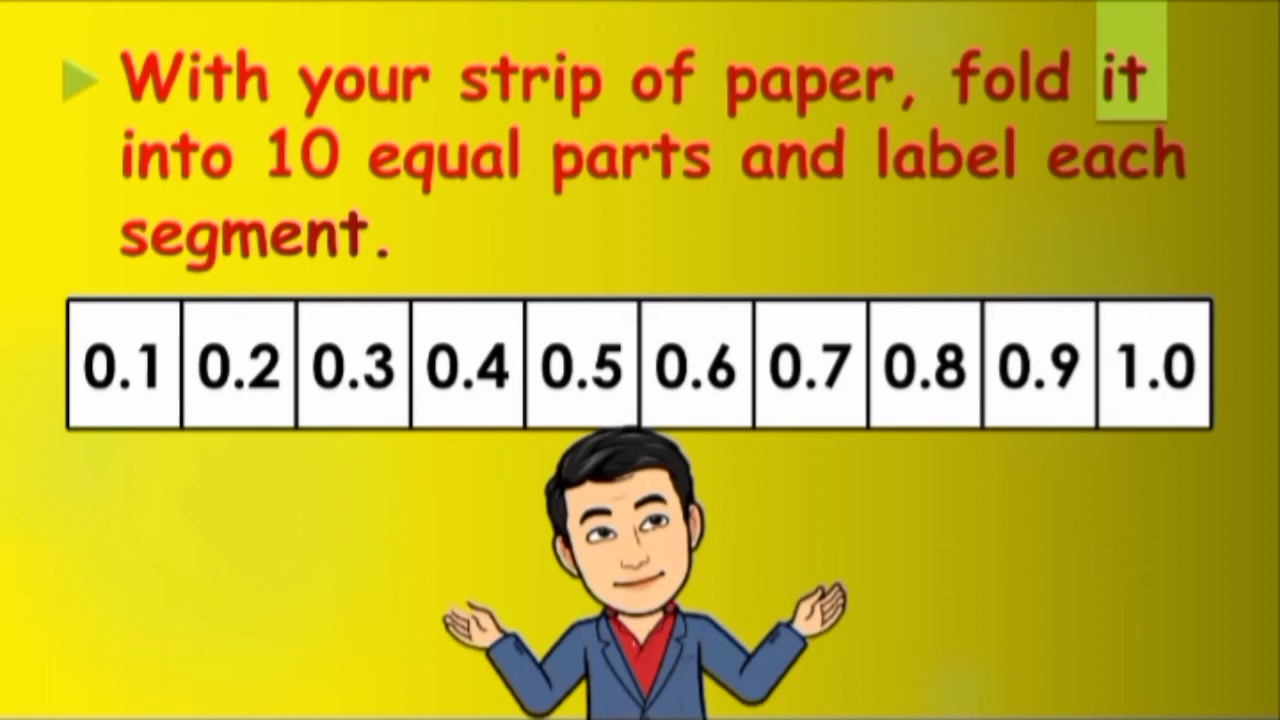 With your strip of paper, fold it
into 10 equal parts and label each
segment.
0.1 0.2 0.3 0.4 0.5 0.6 0.7 0.8 0.9 1.0